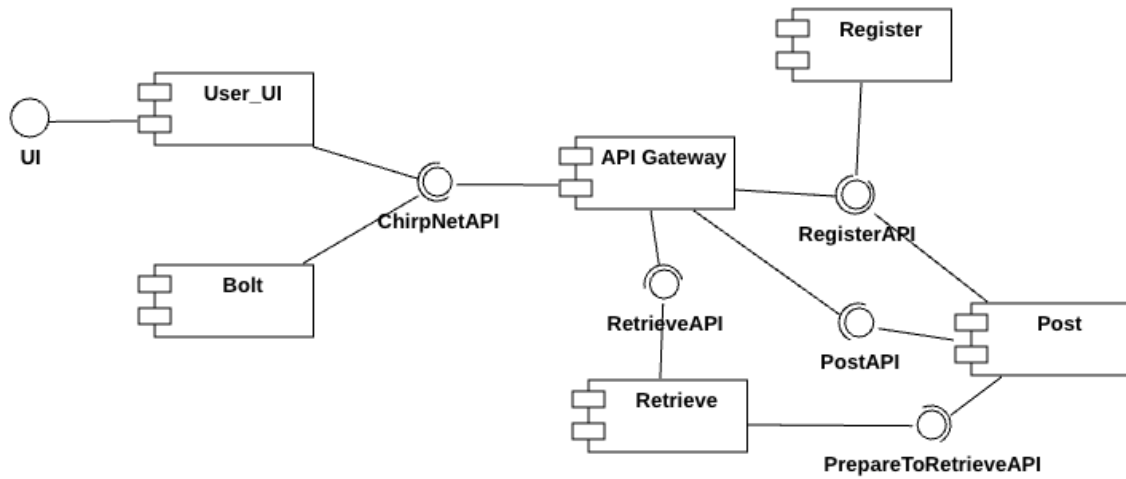 Register
User_UI
UI
API Gateway
ChirpNetAPI
RegisterAPI
Bolt
RetrieveAPI
Post
PostAPI
Retrieve
PrepareToRetrieveAPI